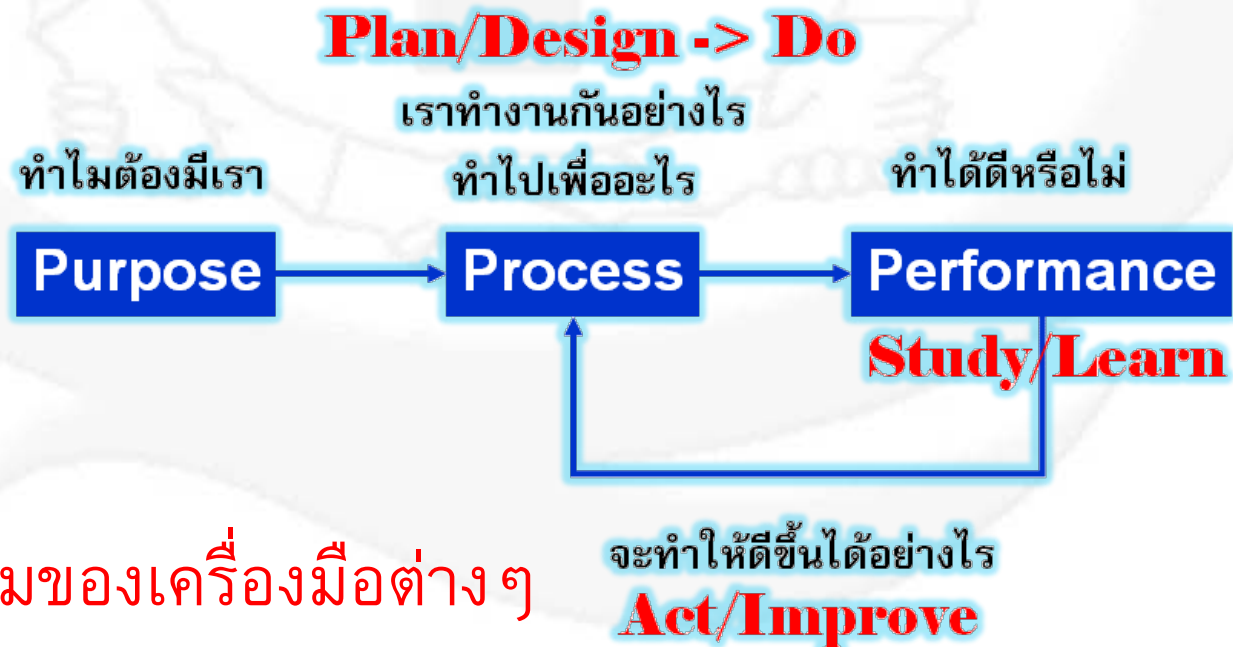 Plan/Design -> Do
เราทำงานกันอย่างไร
ทำไมต้องมีเรา
ทำไปเพื่ออะไร
ทำได้ดีหรือไม่
Purpose
Process
Performance
Study/Learn
จะทำให้ดีขึ้นได้อย่างไร
ของเครื่องมือต่างๆ
Act/Improve